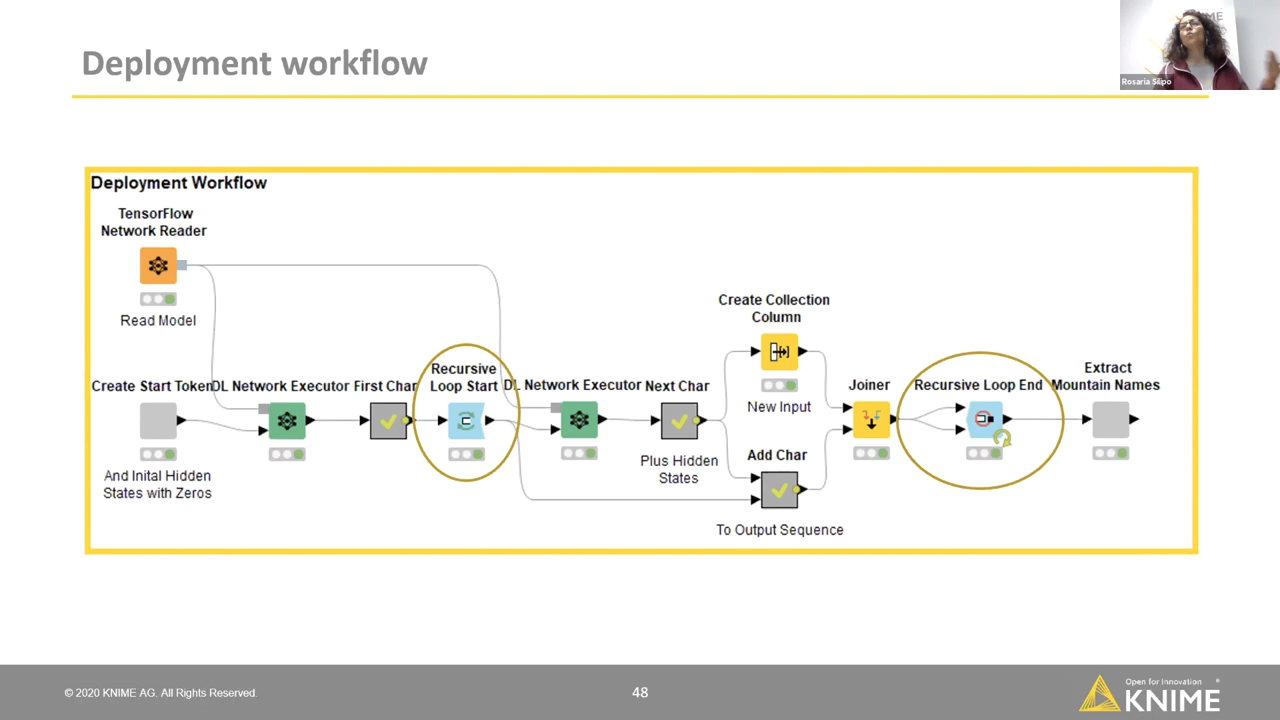 Deployment workflow
Rosaria Silipo
Deployment Workflow
TensorFlow
Network Reader
Read Model
Create Start Token
And Inital Hidden
States with Zeros
DL Network Executor
First Char
Recursive
Loop Start
DL Network Executor
Next Char
Plus Hidden
States
Create Collection
Column
New Input
Add Char
To Output Sequence
Joiner
Recursive Loop End
Extract
Mountain Names
© 2020 KNIME AG. All Rights Reserved.
48
Open for Innovation
KNIME